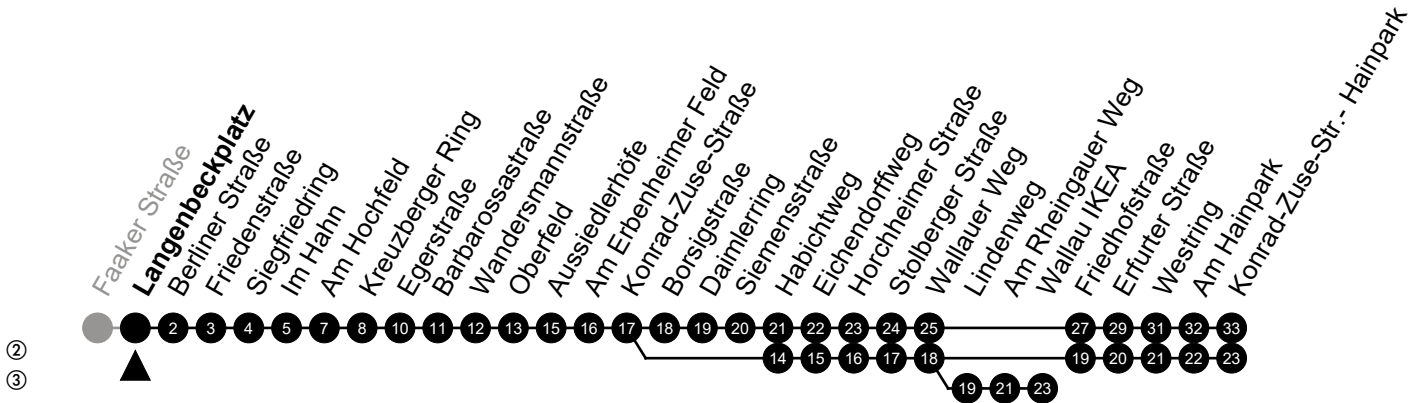 Faaker Straße
Langenbeckplatz
Berliner Straße
Friedenstraße
Siegfriedring
Im Hahn
Am Hochfeld
Kreuzberger Ring
Egerstraße
Barbarossastraße
Wandersmannstraße
Oberfeld
Aussiedlerhöfe
Am Erbenheimer Feld
Konrad-Zuse-Straße
Borsigstraße
Daimlerring
Siemensstraße
Habichtweg
Eichendorffweg
Horchheimer Straße
Stolberger Straße
Wallauer Weg
Lindenweg
Am Rheingauer Weg
Wallau IKEA
Friedhofstraße
Erfurter Straße
Westring
Am Hainpark
Konrad-Zuse-Str.- Hainpark
2 3 4 5 7 8 10 11 12 13 15 16 17 18 19 20 21 22 23 24 25 27 29 31 32 33
② 14 15 16 17 18 19 20 21 22 23
③ 19 21 23